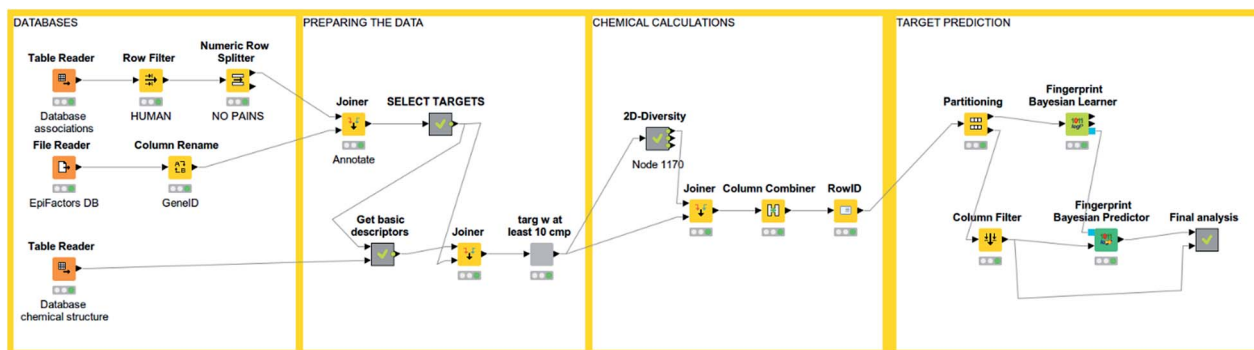 DATABASES
Table Reader
Database
associations
Row Filter
HUMAN
Numeric Row
Splitter
NO PAINS
File Reader
EpiFactors DB
Column Rename
GeneID
Table Reader
Database
chemical structure
PREPARING THE DATA
Joiner
Annotate
SELECT TARGETS
Get basic
descriptors
Joiner
targ w at
least 10 cmp
CHEMICAL CALCULATIONS
2D-Diversity
Node 1170
Joiner
Column Combiner
RowID
TARGET PREDICTION
Partitioning
Fingerprint
Bayesian Learner
Column Filter
Fingerprint
Bayesian Predictor
Final analysis